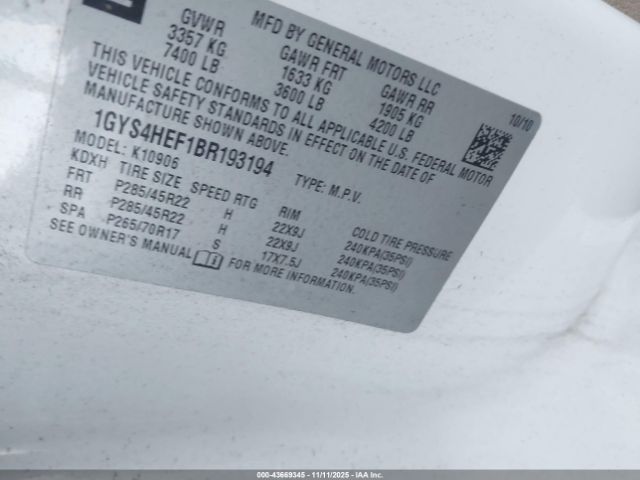 MFD BY GENERAL MOTORS LLC 10/10
GVWR GAWR FRT GAWR RR
3357 KG 1633 KG 1905 KG
7400 LB 3600 LB 4200 LB
THIS VEHICLE CONFORMS TO ALL APPLICABLE U.S. FEDERAL MOTOR
VEHICLE SAFETY STANDARDS IN EFFECT ON THE DATE OF
MANUFACTURE SHOWN ABOVE.
1GYS4HEF1BR193194 TYPE: M.P.V.
MODEL: K10906
KDXH TIRE SIZE SPEED RTG RIM COLD TIRE PRESSURE
FRT P285/45R22 H 22X9J 240KPA(35PSI)
RR P285/45R22 H 22X9J 240KPA(35PSI)
SPA P265/70R17 S 17X7.5J 240KPA(35PSI)
SEE OWNER'S MANUAL FOR MORE INFORMATION.
000-43669345 - 11/11/2025 - IAA Inc.